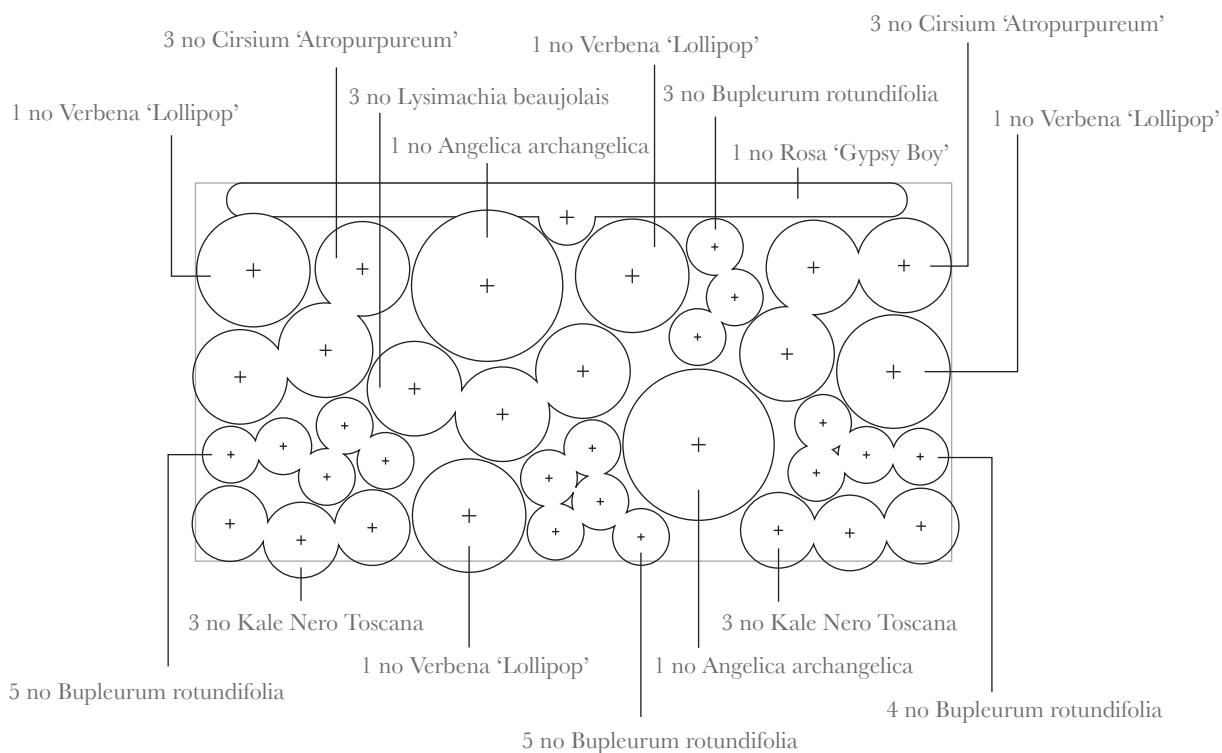 3 no Cirsium ‘Atropurpureum’
1 no Verbena ‘Lollipop’
3 no Cirsium ‘Atropurpureum’
3 no Lysimachia beaujolais
3 no Bupleurum rotundifolia
1 no Verbena ‘Lollipop’
1 no Verbena ‘Lollipop’
1 no Angelica archangelica
1 no Rosa ‘Gypsy Boy’
3 no Kale Nero Toscana
3 no Kale Nero Toscana
1 no Verbena ‘Lollipop’
1 no Angelica archangelica
5 no Bupleurum rotundifolia
4 no Bupleurum rotundifolia
5 no Bupleurum rotundifolia